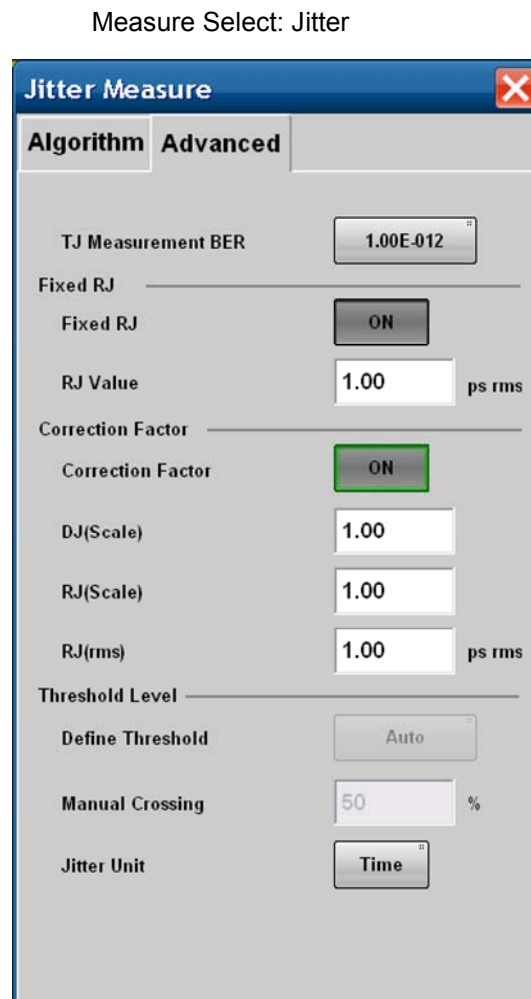 Measure Select: Jitter
Jitter Measure
Algorithm Advanced
TJ Measurement BER 1.00E-012
Fixed RJ
Fixed RJ ON
RJ Value 1.00 ps rms
Correction Factor
Correction Factor ON
DJ(Scale) 1.00
RJ(Scale) 1.00
RJ(rms) 1.00 ps rms
Threshold Level
Define Threshold Auto
Manual Crossing 50 %
Jitter Unit Time